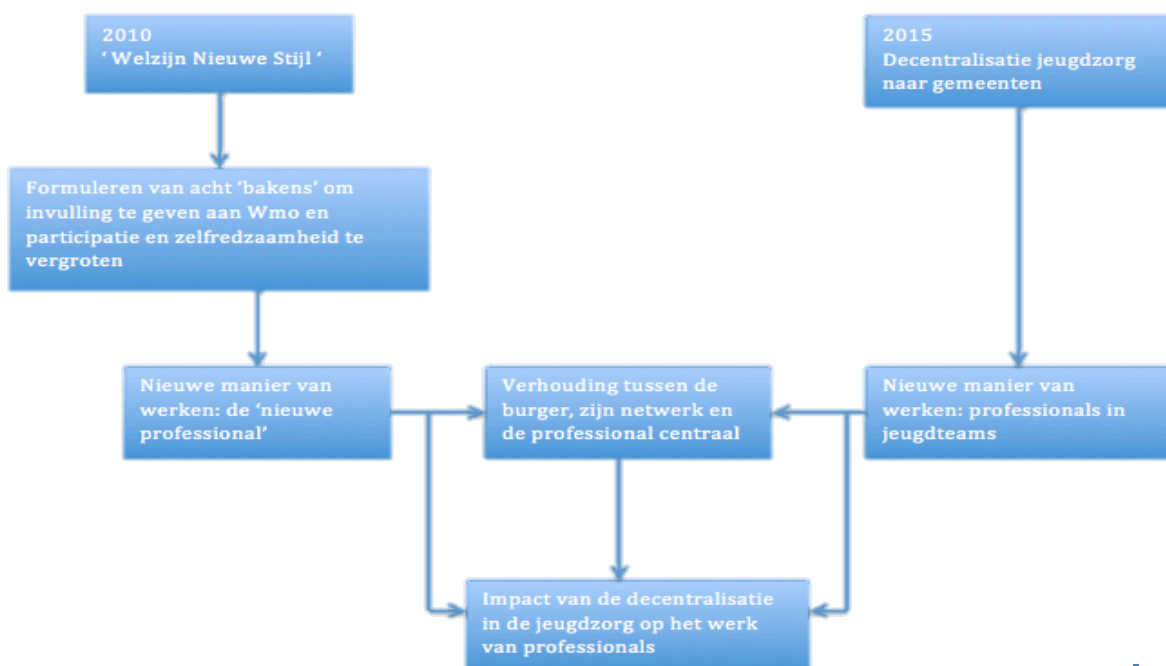 2010
‘ Welzijn Nieuwe Stijl ‘
2015
Decentralisatie jeugdzorg
naar gemeenten
Formuleren van acht ‘bakens’ om
invulling te geven aan Wmo en
participatie en zelfredzaamheid te
vergroten
Nieuwe manier van
werken: de ‘nieuwe
professional’
Verhouding tussen de
burger, zijn netwerk en
de professional centraal
Nieuwe manier van
werken: professionals in
jeugdteams
Impact van de decentralisatie
in de jeugdzorg op het werk
van professionals